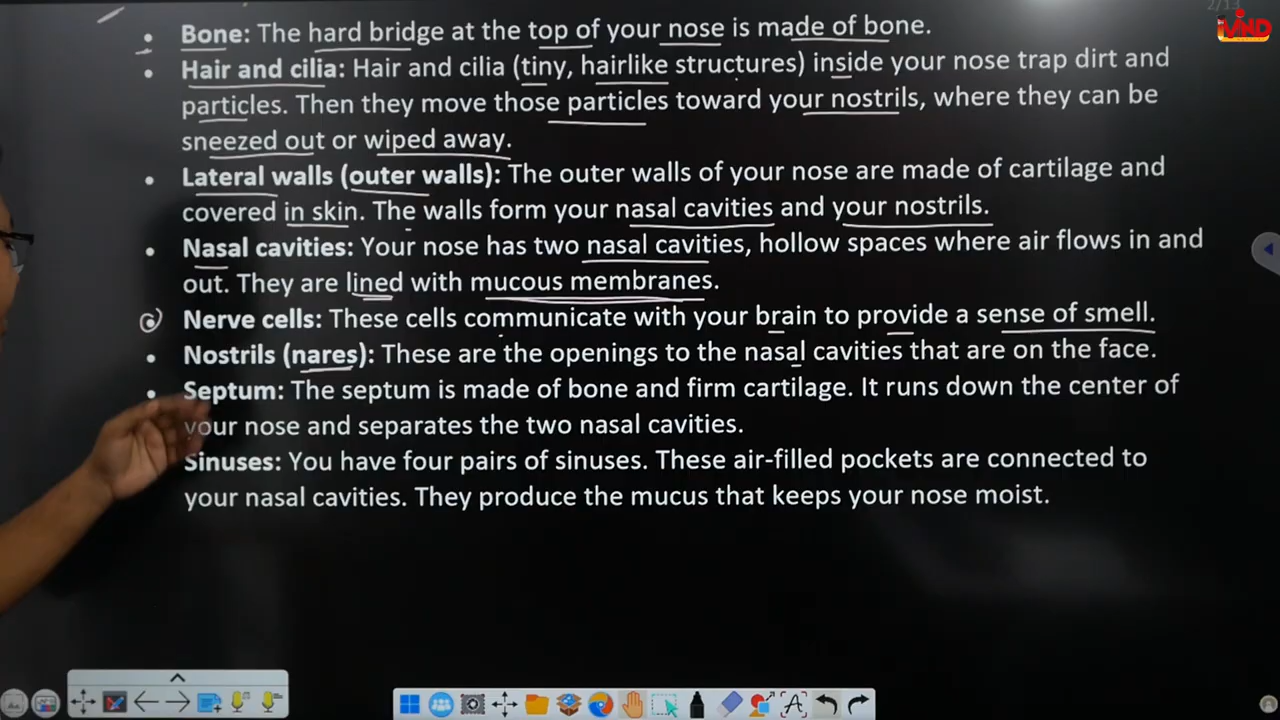 2/13
MIND
Bone: The hard bridge at the top of your nose is made of bone.
Hair and cilia: Hair and cilia (tiny, hairlike structures) inside your nose trap dirt and
particles. Then they move those particles toward your nostrils, where they can be
sneezed out or wiped away.
Lateral walls (outer walls): The outer walls of your nose are made of cartilage and
covered in skin. The walls form your nasal cavities and your nostrils.
Nasal cavities: Your nose has two nasal cavities, hollow spaces where air flows in and
out. They are lined with mucous membranes.
Nerve cells: These cells communicate with your brain to provide a sense of smell.
Nostrils (nares): These are the openings to the nasal cavities that are on the face.
Septum: The septum is made of bone and firm cartilage. It runs down the center of
your nose and separates the two nasal cavities.
Sinuses: You have four pairs of sinuses. These air-filled pockets are connected to
your nasal cavities. They produce the mucus that keeps your nose moist.